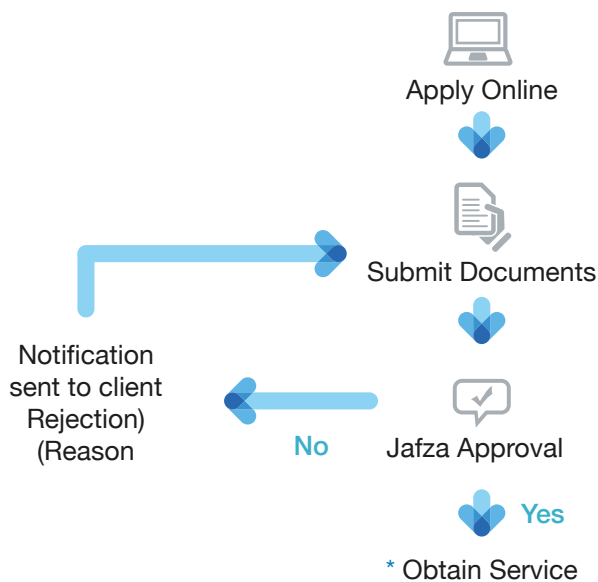 Apply Online
Submit Documents
Notification
sent to client
Rejection)
(Reason
No
Jafza Approval
Yes
* Obtain Service